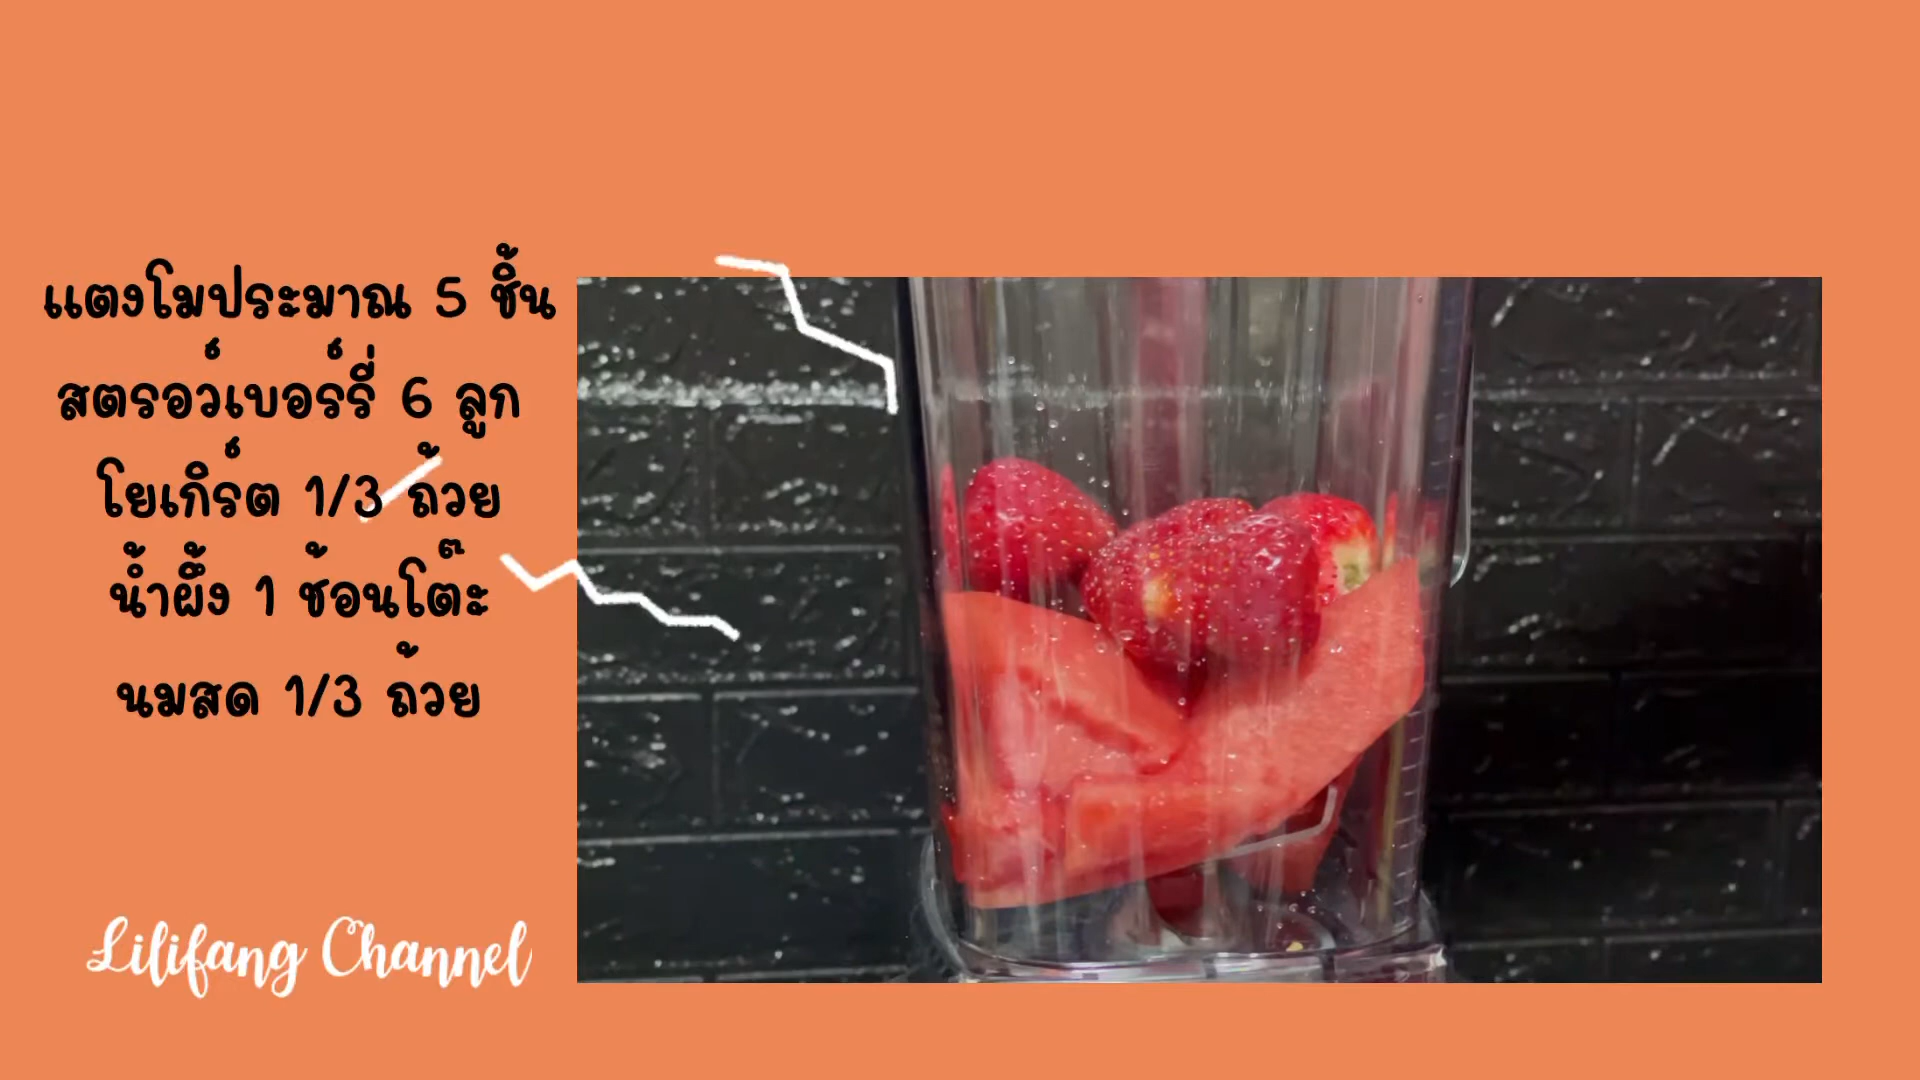 แตงโมประมาณ 5 ชิ้น
สตรอว์เบอร์รี่ 6 ลูก
โยเกิร์ต 1/3 ถ้วย
น้ำผึ้ง 1 ช้อนโต๊ะ
นมสด 1/3 ถ้วย
Lilifang Channel